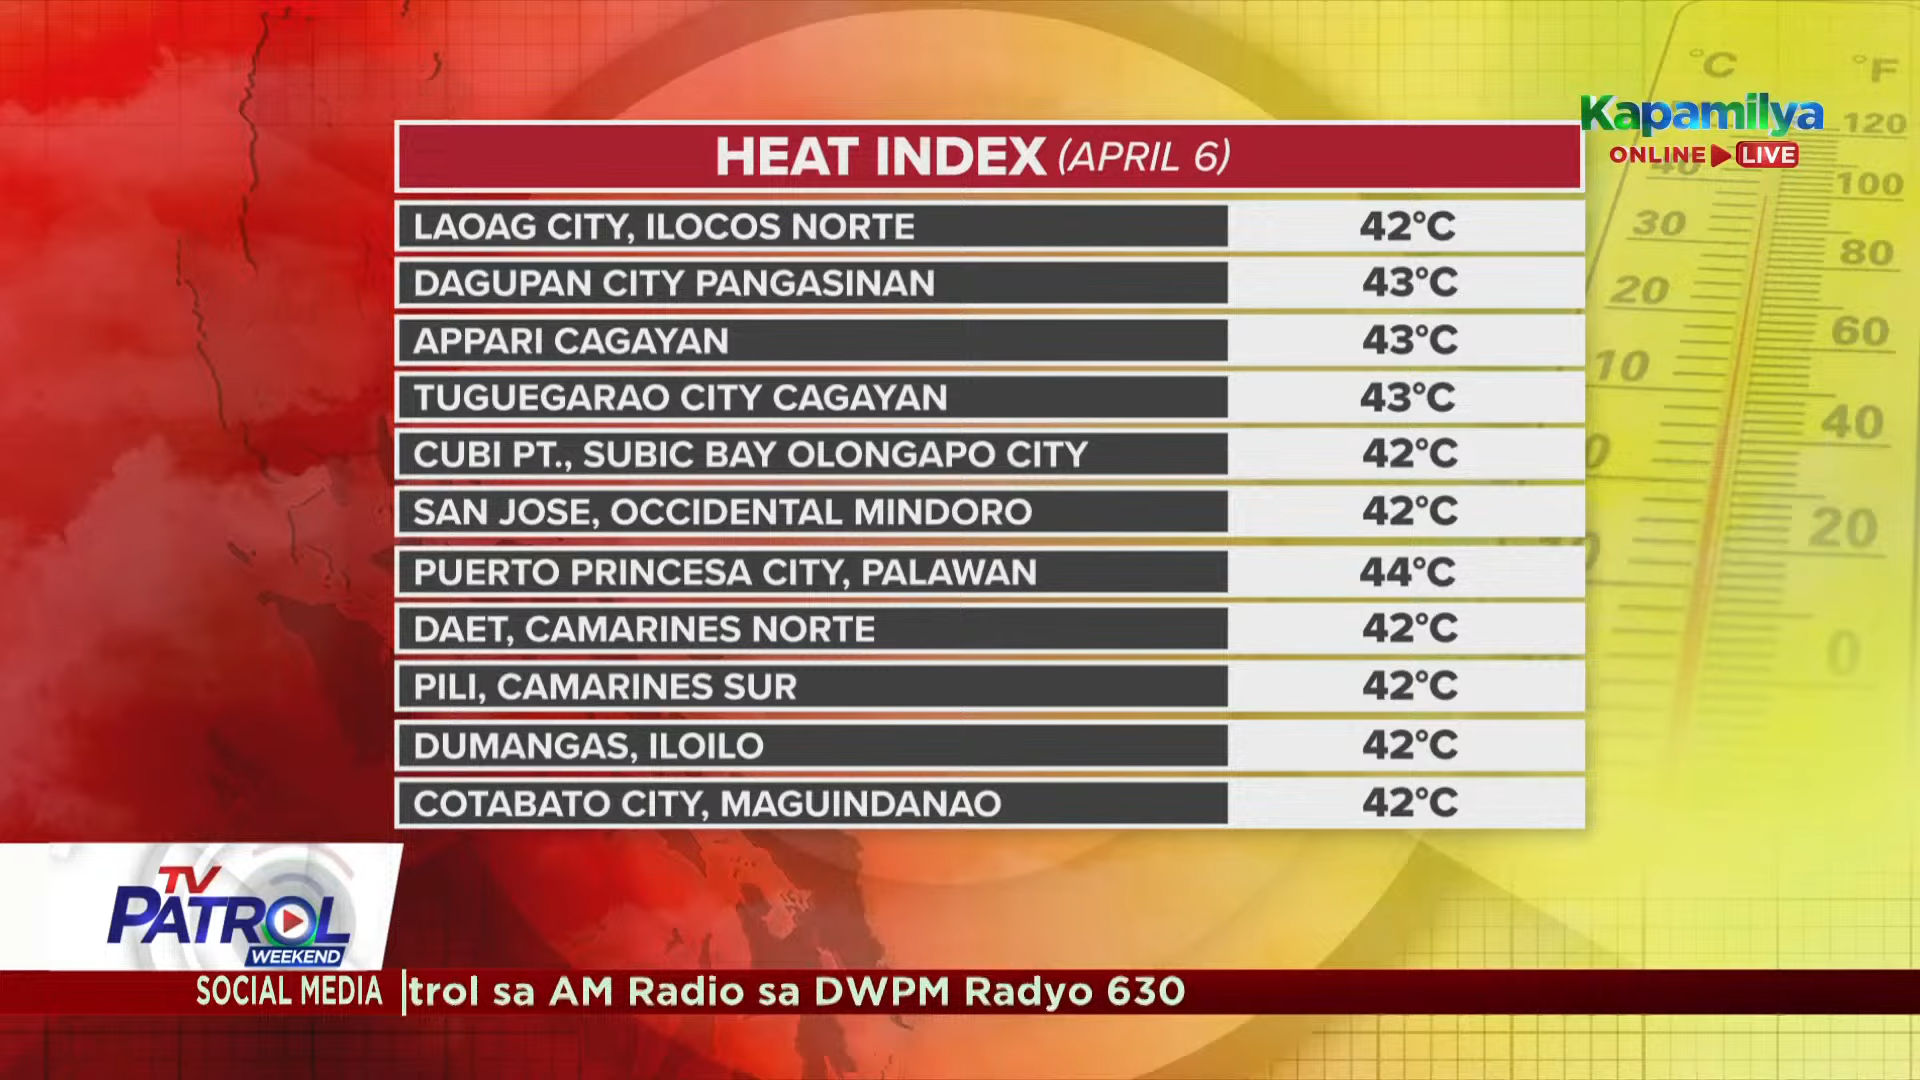 °C
°F
Kapamilya
120
ONLINE LIVE
40
HEAT INDEX (APRIL 6)
100
LAOAG CITY, ILOCOS NORTE 42°C
30
80
DAGUPAN CITY PANGASINAN 43°C
20
APPARI CAGAYAN 43°C
60
10
TUGUEGARAO CITY CAGAYAN 43°C
40
CUBI PT., SUBIC BAY OLONGAPO CITY 42°C
0
SAN JOSE, OCCIDENTAL MINDORO 42°C
20
PUERTO PRINCESA CITY, PALAWAN 44°C
DAET, CAMARINES NORTE 42°C
0
PILI, CAMARINES SUR 42°C
DUMANGAS, ILOILO 42°C
COTABATO CITY, MAGUINDANAO 42°C
TV
PATROL
WEEKEND
SOCIAL MEDIA trol sa AM Radio sa DWPM Radyo 630